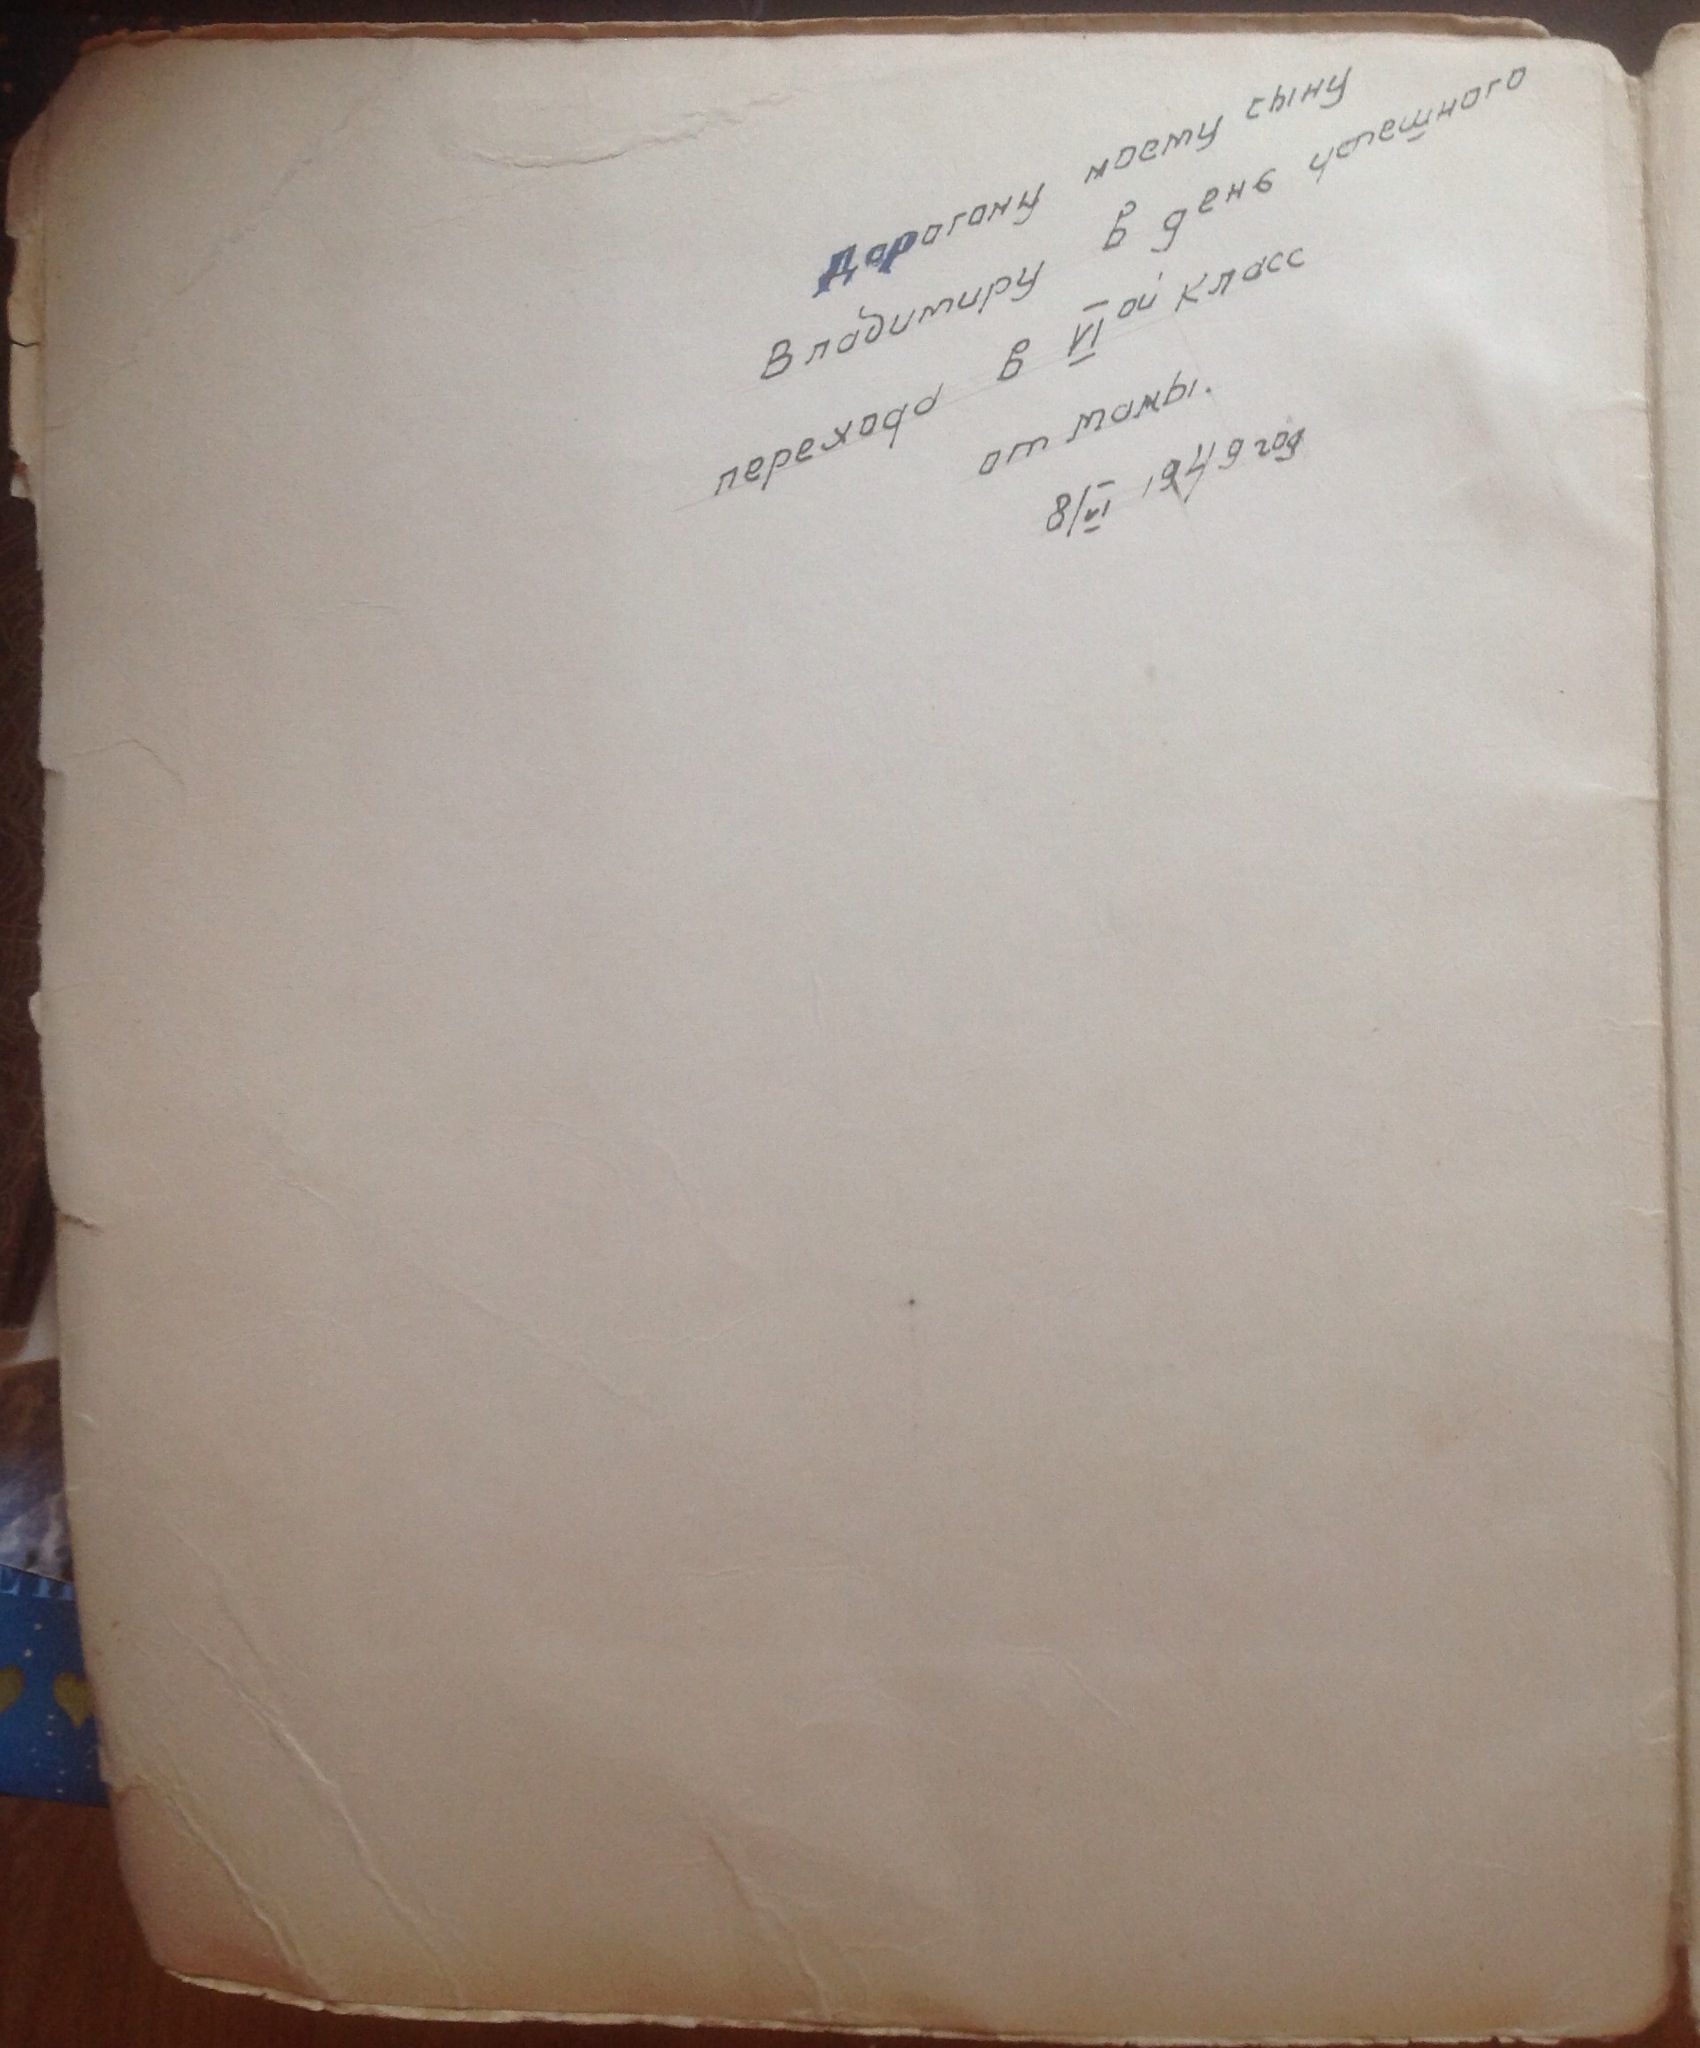 Дорогому моему сыну
Владимиру в день успешного
перехода в VI ой класс
от мамы.
8/VI 1949 год